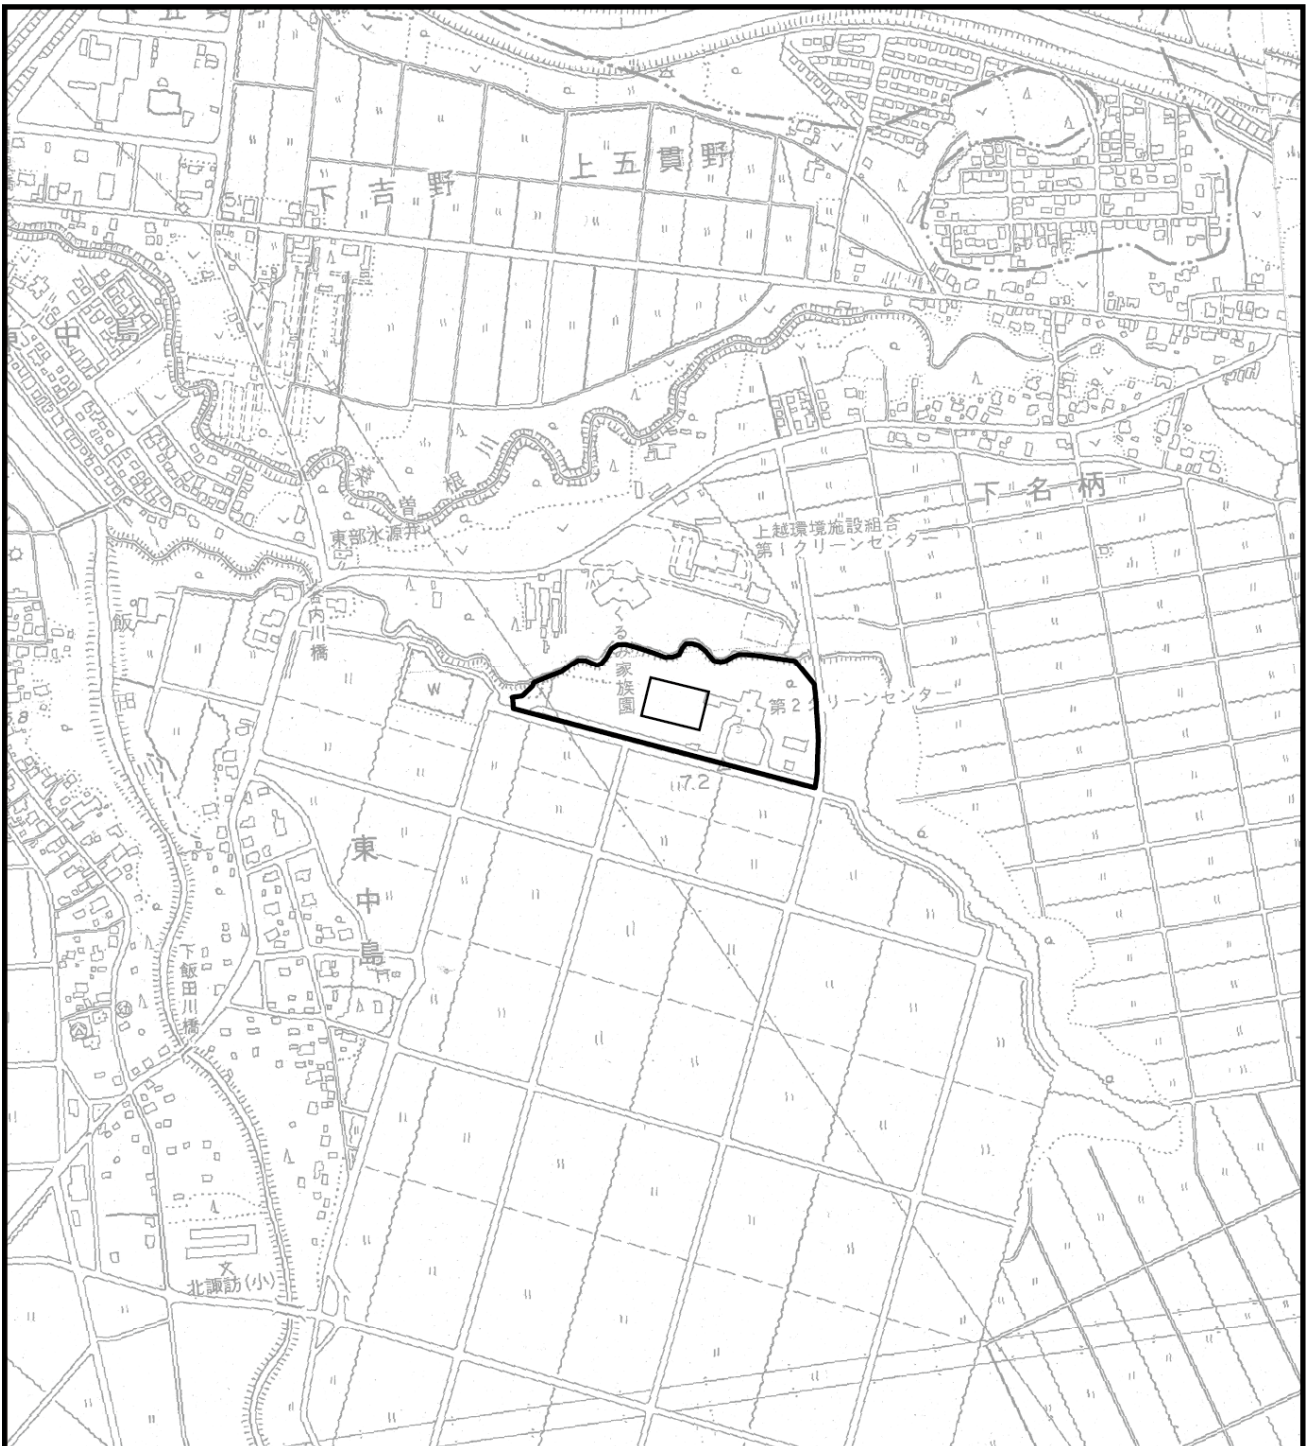 下吉野
上五貫野
5
中島
桑曽根川
東部水源井
下名柄
上越環境施設組合
第1クリーンセンター
宮内川橋
飯
田
くるみ家族園
W
第2クリーンセンター
7.2
東中島
下飯田川橋
文
北諏訪(小)